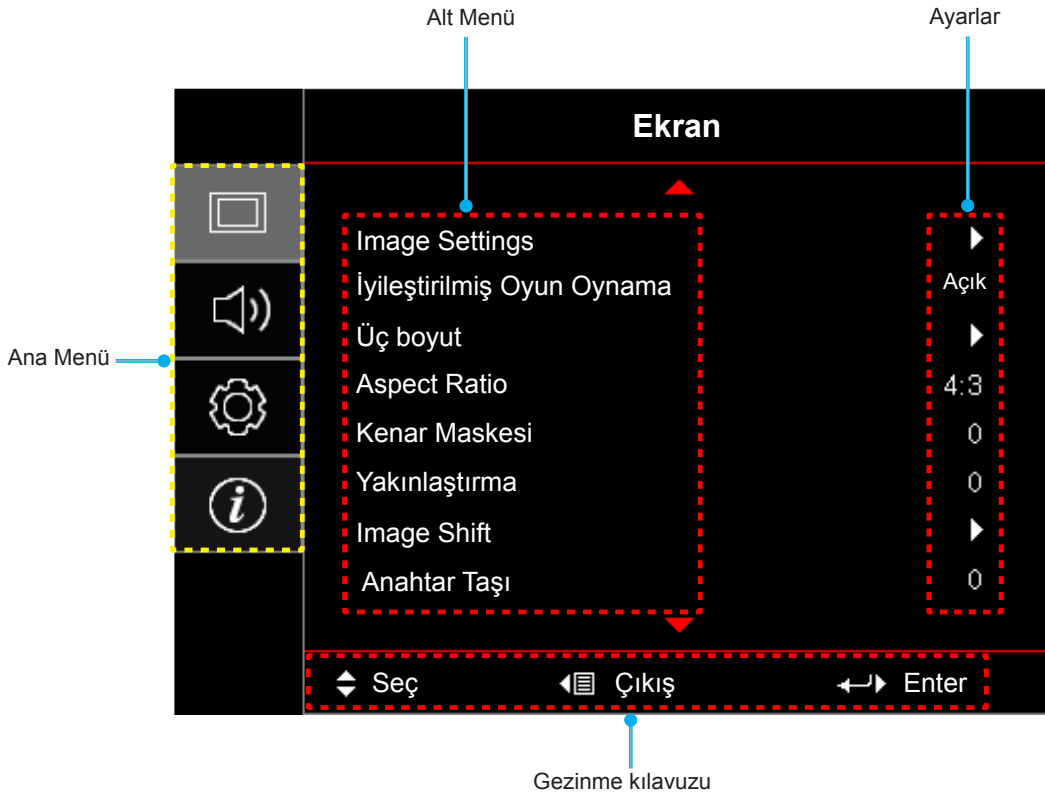 Alt Menü
Ayarlar
Ekran
Image Settings
İyileştirilmiş Oyun Oynama Açık
Üç boyut
Ana Menü
Aspect Ratio 4:3
Kenar Maskesi 0
Yakınlaştırma 0
Image Shift
Anahtar Taşı 0
Seç Çıkış Enter
Gezinme kılavuzu